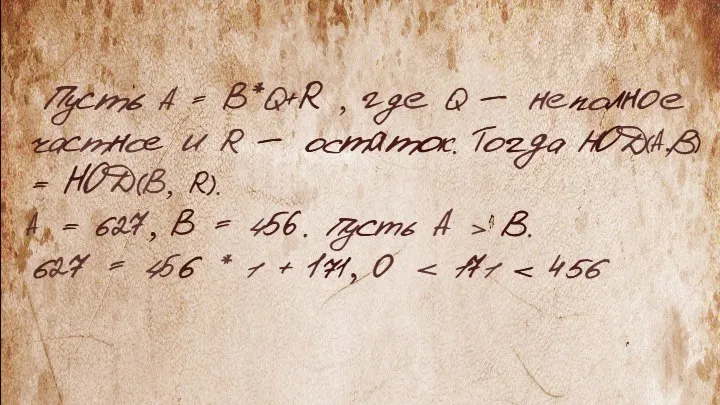 Пусть A = B*Q+R , где Q — неполное
частное и R — остаток. Тогда НОД(A,B)
= НОД(B, R).
A = 627, B = 456. пусть A > B.
627 = 456 * 1 + 171, 0 < 171 < 456